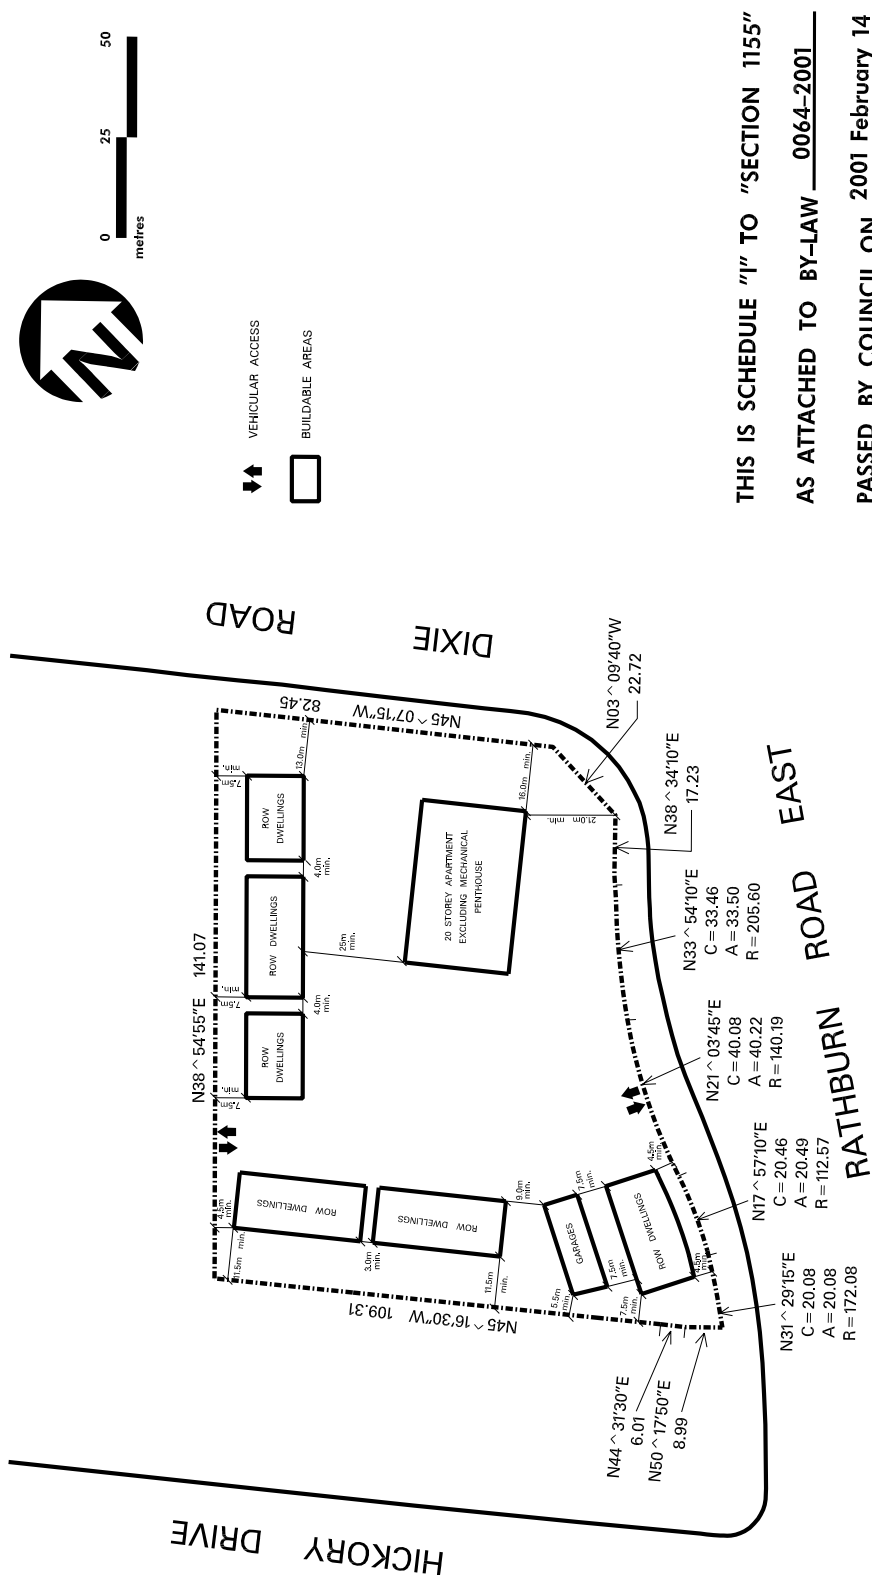 0 25 50
metres
N
VEHICULAR ACCESS
BUILDABLE AREAS
DIXIE ROAD
HICKORY DRIVE
RATHBURN ROAD EAST
N38^54'55"E 141.07
N45^07'15"W 82.45
N45^16'30"W 109.31
N03^09'40"W
22.72
N38^34'10"E
17.23
N33^54'10"E
C=33.46
A=33.50
R=205.60
N21^03'45"E
C=40.08
A=40.22
R=140.19
N17^57'10"E
C=20.46
A=20.49
R=112.57
N31^29'15"E
C=20.08
A=20.08
R=172.08
N44^31'30"E
6.01
N50^17'50"E
8.99
ROW DWELLINGS
4.5m
min.
11.5m min.
3.0m
min.
ROW DWELLINGS
11.5m
min.
9.0m
min.
GARAGES
5.5m
min.
7.5m
min.
7.5m
min.
7.5m
min.
ROW DWELLINGS
4.5m
min.
4.5m
min.
7.5m min.
ROW
DWELLINGS
4.0m
min.
7.5m min.
ROW DWELLINGS
4.0m
min.
7.5m min.
ROW
DWELLINGS
13.0m min.
25m
min.
20 STOREY APARTMENT
EXCLUDING MECHANICAL
PENTHOUSE
16.0m min.
21.0m min.
THIS IS SCHEDULE "I" TO "SECTION 1155"
AS ATTACHED TO BY-LAW 0064-2001
PASSED BY COUNCIL ON 2001 February 14